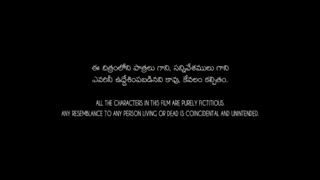 ఈ చిత్రంలోని పాత్రలు గాని, సన్నివేశములు గాని
ఎవరినీ ఉద్దేశింపబడినవి కావు, కేవలం కల్పితం.
ALL THE CHARACTERS IN THIS FILM ARE PURELY FICTITIOUS.
ANY RESEMBLANCE TO ANY PERSON LIVING OR DEAD IS COINCIDENTAL AND UNINTENDED.